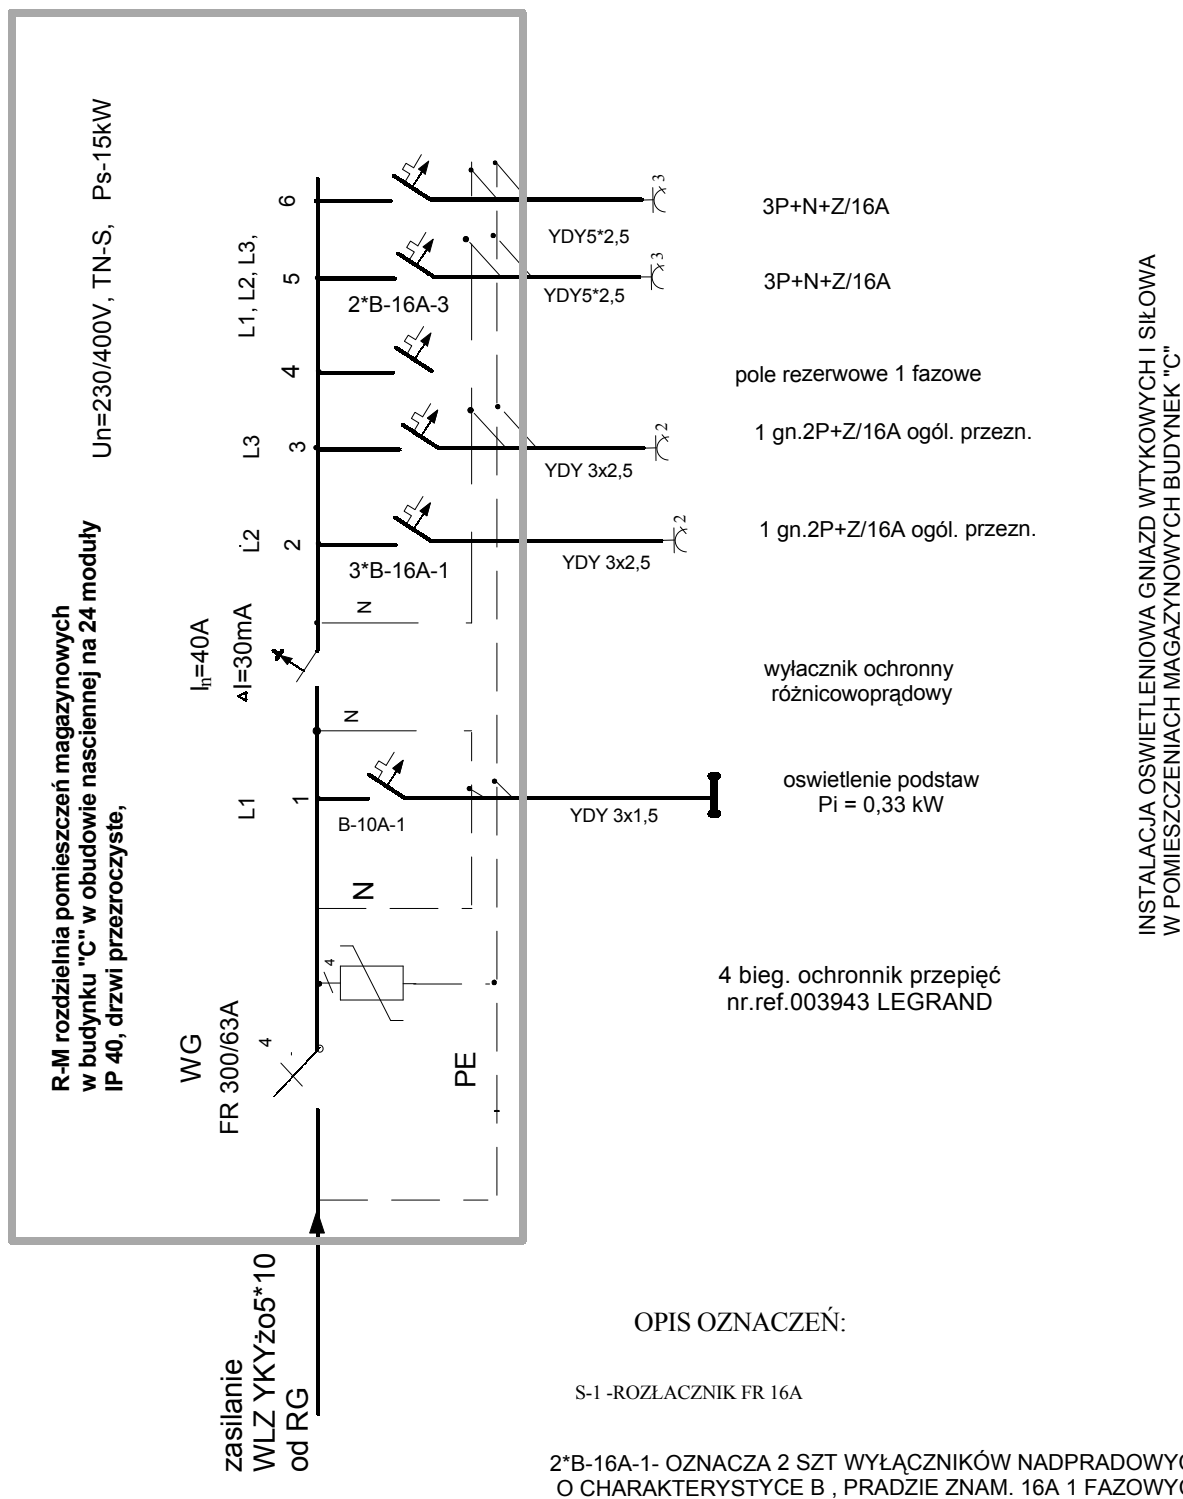 R-M rozdzielnia pomieszczeń magazynowych
w budynku "C" w obudowie nasciennej na 24 moduły
IP 40, drzwi przezroczyste,
Un=230/400V, TN-S, Ps-15kW
6
3P+N+Z/16A
YDY5*2,5
3
L1, L2, L3,
5
2*B-16A-3
YDY5*2,5
3
3P+N+Z/16A
4
pole rezerwowe 1 fazowe
L3
3
YDY 3x2,5
2
1 gn.2P+Z/16A ogól. przezn.
L2
2
3*B-16A-1
YDY 3x2,5
2
1 gn.2P+Z/16A ogól. przezn.
N
In=40A
ΔI=30mA
wyłacznik ochronny
różnicowoprądowy
N
L1
1
B-10A-1
YDY 3x1,5
oswietlenie podstaw
Pi = 0,33 kW
N
4
4 bieg. ochronnik przepięć
nr.ref.003943 LEGRAND
WG
FR 300/63A
4
PE
zasilanie
WLZ YKYżo5*10
od RG
OPIS OZNACZEŃ:
S-1 -ROZŁACZNIK FR 16A
2*B-16A-1- OZNACZA 2 SZT WYŁĄCZNIKÓW NADPRADOWYC
O CHARAKTERYSTYCE B , PRADZIE ZNAM. 16A 1 FAZOWYC
INSTALACJA OSWIETLENIOWA GNIAZD WTYKOWYCH I SIŁOWA
W POMIESZCZENIACH MAGAZYNOWYCH BUDYNEK "C"